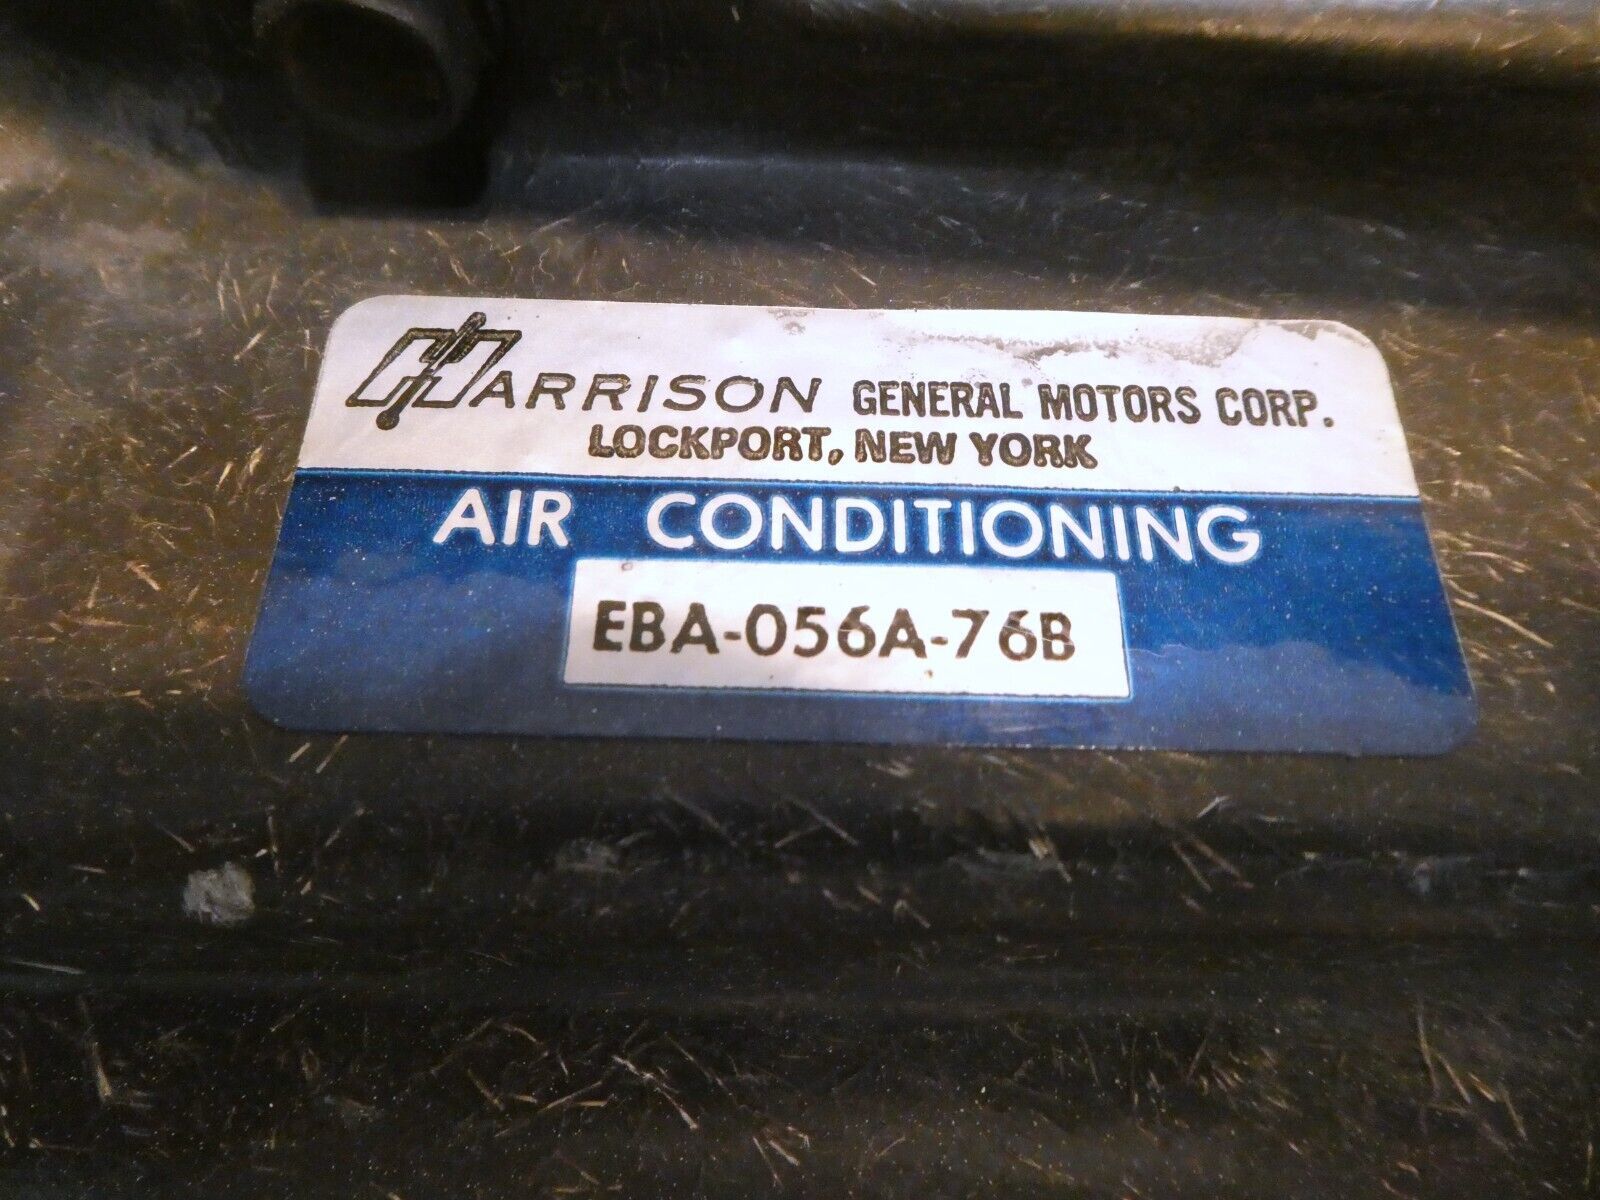 HARRISON GENERAL MOTORS CORP.
LOCKPORT, NEW YORK
AIR CONDITIONING
EBA-056A-76B